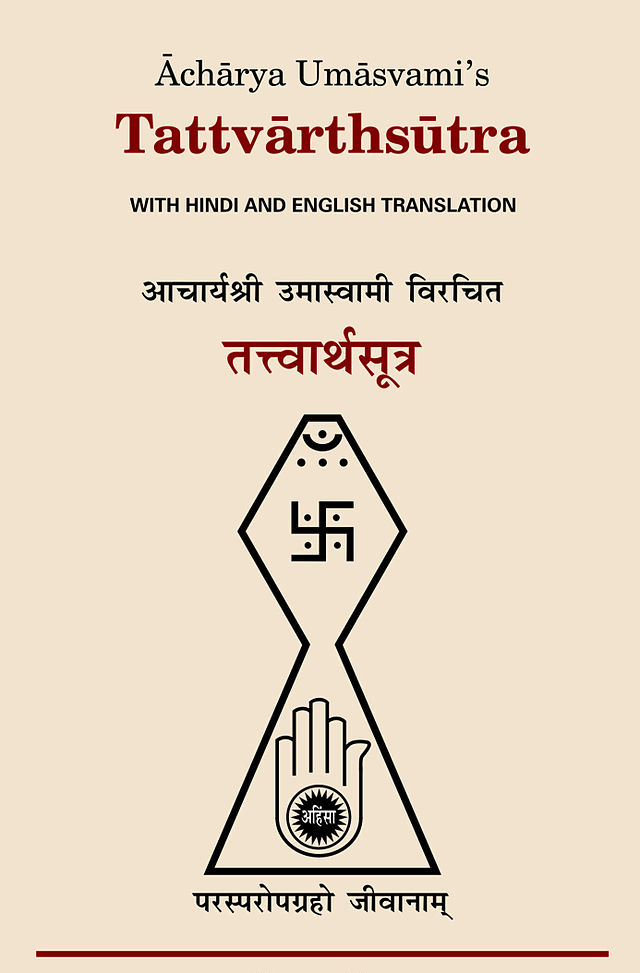 Āchārya Umāsvami’s
Tattvārthsūtra
WITH HINDI AND ENGLISH TRANSLATION
आचार्यश्री उमास्वामी विरचित
तत्त्वार्थसूत्र
अहिंसा
परस्परोपग्रहो जीवानाम्